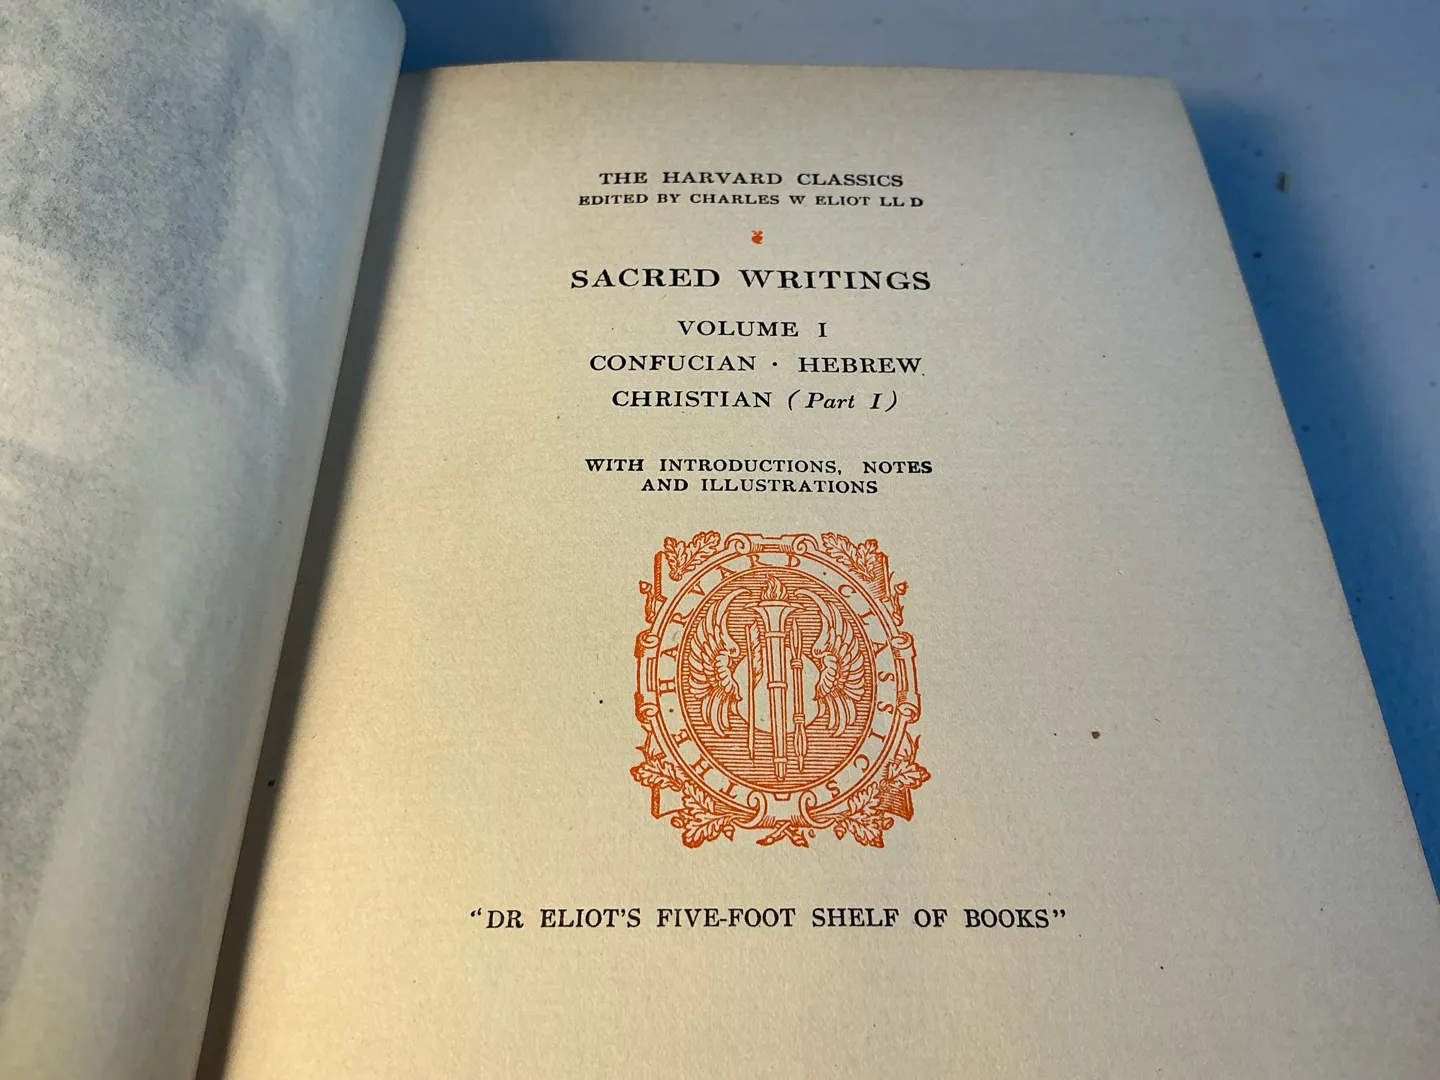 THE HARVARD CLASSICS
EDITED BY CHARLES W ELIOT LL D
SACRED WRITINGS
VOLUME I
CONFUCIAN · HEBREW
CHRISTIAN (Part I)
WITH INTRODUCTIONS, NOTES
AND ILLUSTRATIONS
THE · HARVARD · CLASSICS
"DR ELIOT'S FIVE-FOOT SHELF OF BOOKS"